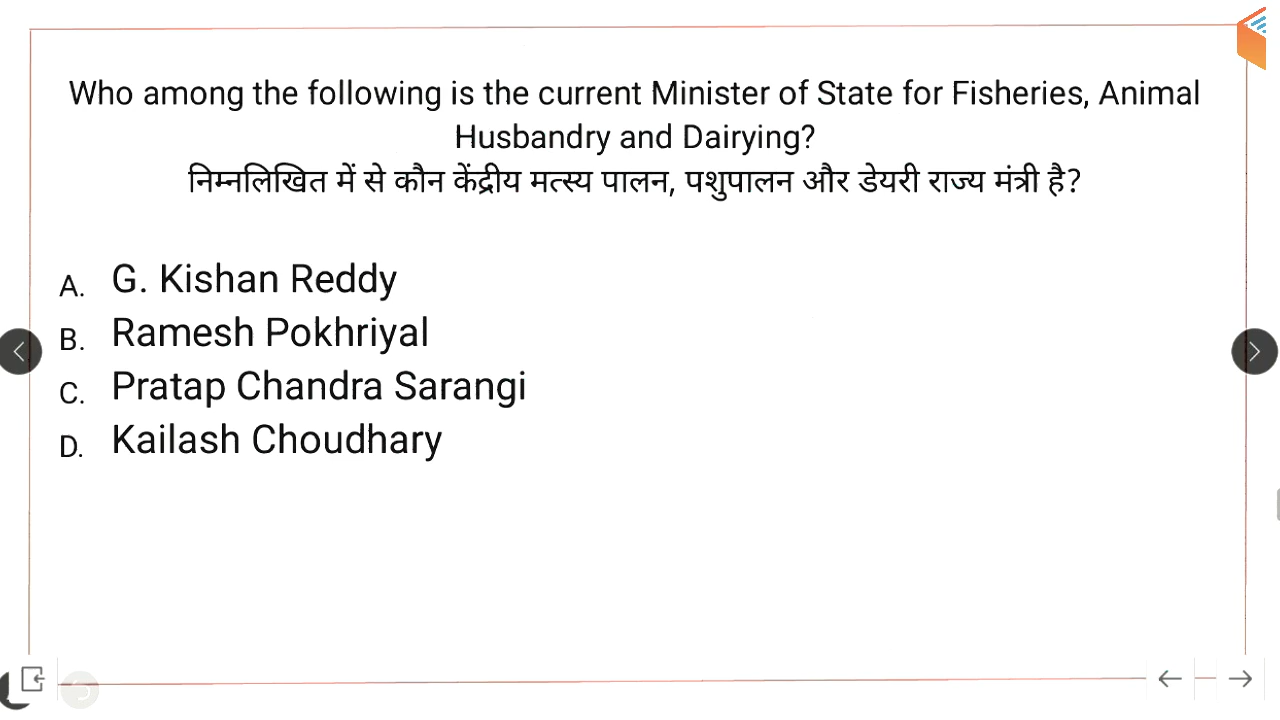 Who among the following is the current Minister of State for Fisheries, Animal
Husbandry and Dairying?
निम्नलिखित में से कौन केंद्रीय मत्स्य पालन, पशुपालन और डेयरी राज्य मंत्री है?
A. G. Kishan Reddy
B. Ramesh Pokhriyal
C. Pratap Chandra Sarangi
D. Kailash Choudhary